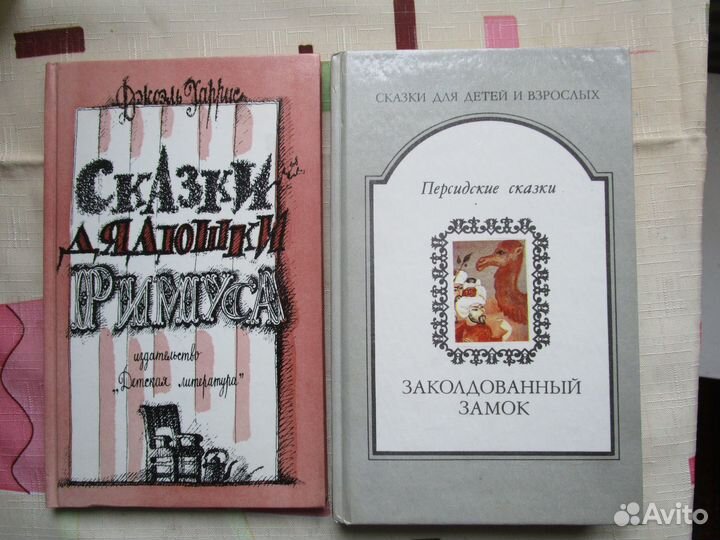 Джоэль Харрис
Сказки
дядюшки
Римуса
издательство
„Детская литература"
СКАЗКИ ДЛЯ ДЕТЕЙ И ВЗРОСЛЫХ
Персидские сказки
ЗАКОЛДОВАННЫЙ
ЗАМОК
Avito